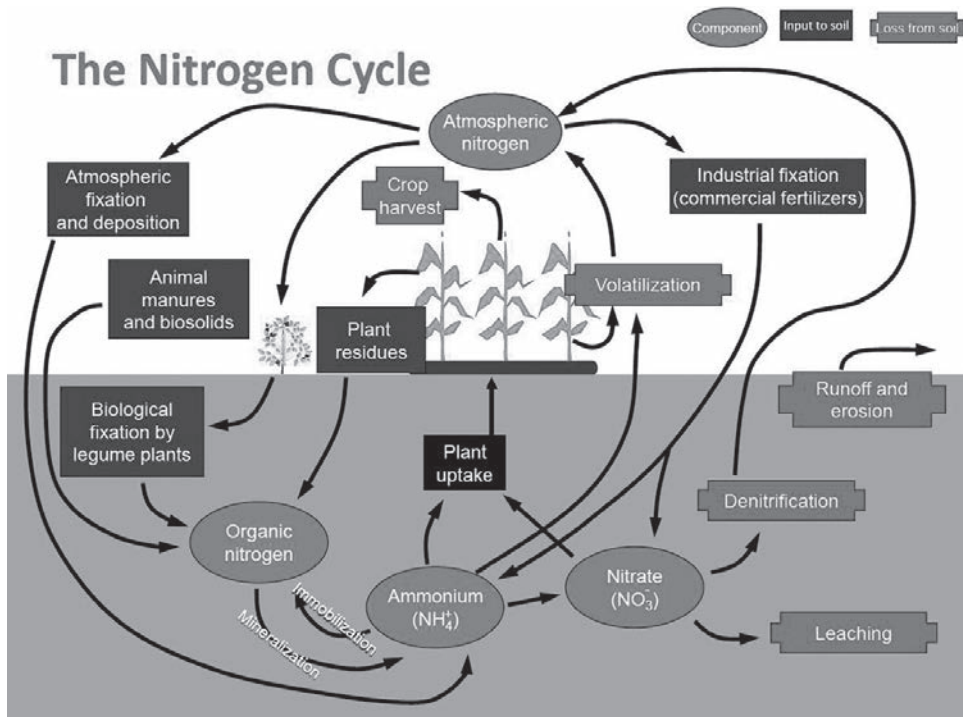 Component
Input to soil
Loss from soil
The Nitrogen Cycle
Atmospheric
nitrogen
Atmospheric
fixation
and deposition
Crop
harvest
Industrial fixation
(commercial fertilizers)
Animal
manures
and biosolids
Volatilization
Plant
residues
Runoff and
erosion
Biological
fixation by
legume plants
Plant
uptake
Denitrification
Organic
nitrogen
Ammonium
(NH₄⁺)
Nitrate
(NO₃⁻)
Immobilization
Mineralization
Leaching